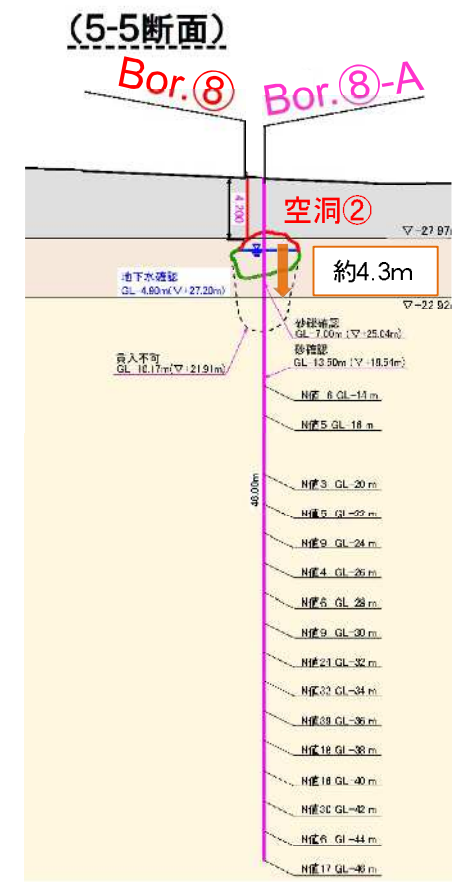 (5-5断面)
Bor.⑧
Bor.⑧-A
4.200
空洞②
▽-27.97
約4.3m
地下水確認
GL-4.90m(▽+27.20m)
▽-22.92
砂礫確認
GL-7.00m (▽+25.04m)
貫入不可
GL-10.17m(▽+21.91m)
砂確認
GL-13.50m (▽+18.54m)
N値 6 GL-14m
N値5 GL-16m
N値3 GL-20m
46.00m
N値5 GL-22m
N値9 GL-24m
N値4 GL-26m
N値6 GL-28m
N値9 GL-30m
N値21 GL-32m
N値32 GL-34m
N値39 GL-36m
N値18 GL-38m
N値16 GL-40m
N値30 GL-42m
N値6 GL-44m
N値17 GL-46m